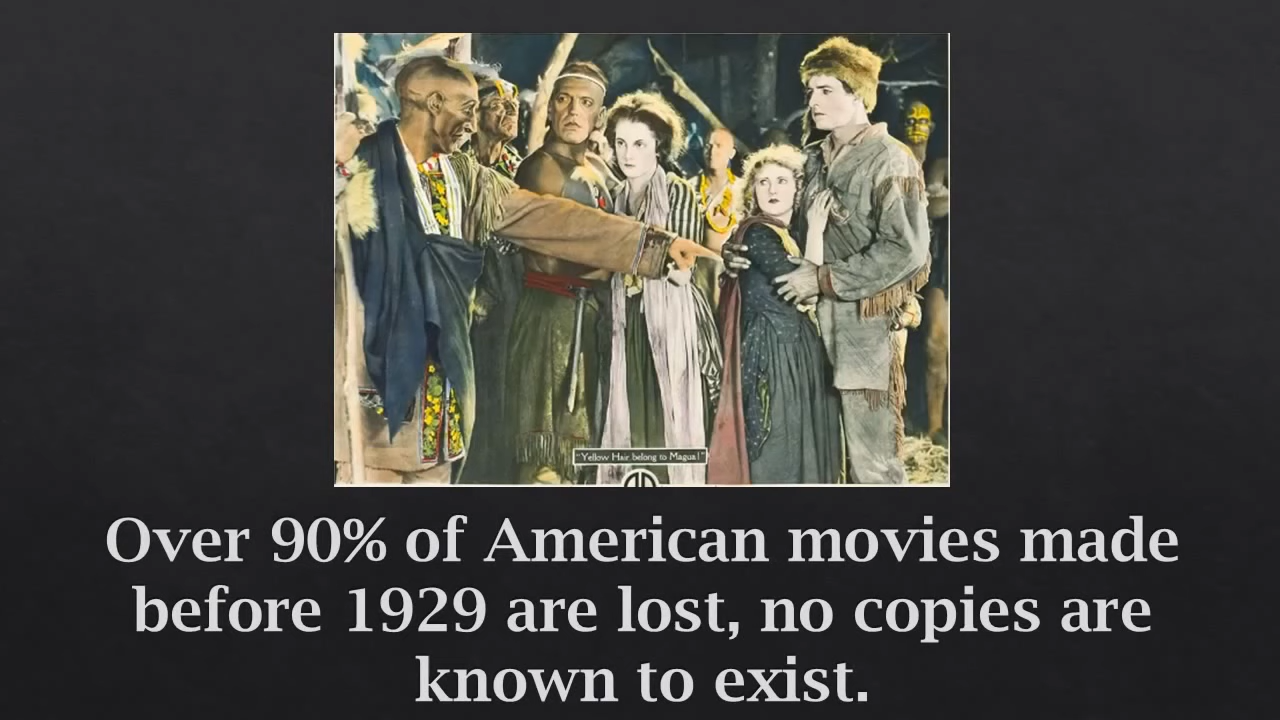 "Yellow Hair belong to Magua!"
Over 90% of American movies made
before 1929 are lost, no copies are
known to exist.